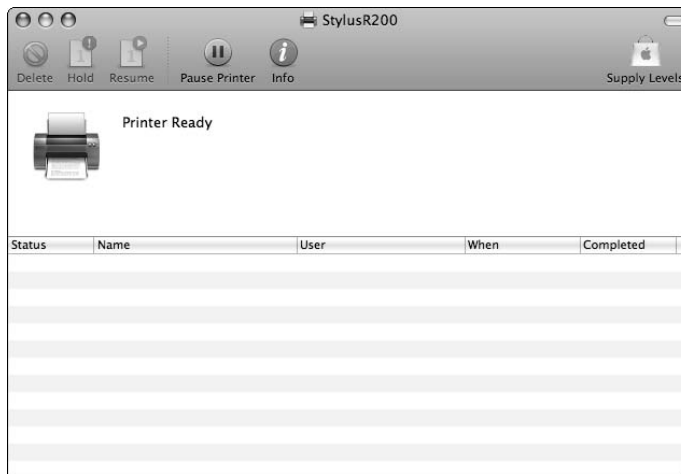 StylusR200
Delete Hold Resume Pause Printer Info Supply Levels
Printer Ready
Status Name User When Completed